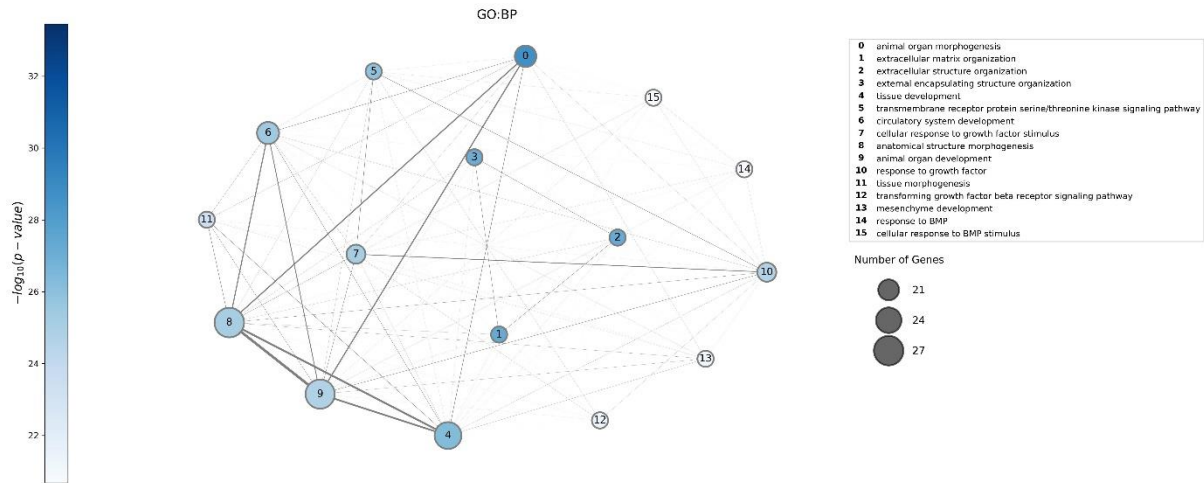 GO:BP
32
30
28
26
24
22
−log10(p − value)
0
5
15
6
3
14
11
2
7
10
8
1
13
9
12
4
0 animal organ morphogenesis
1 extracellular matrix organization
2 extracellular structure organization
3 external encapsulating structure organization
4 tissue development
5 transmembrane receptor protein serine/threonine kinase signaling pathway
6 circulatory system development
7 cellular response to growth factor stimulus
8 anatomical structure morphogenesis
9 animal organ development
10 response to growth factor
11 tissue morphogenesis
12 transforming growth factor beta receptor signaling pathway
13 mesenchyme development
14 response to BMP
15 cellular response to BMP stimulus
Number of Genes
21
24
27